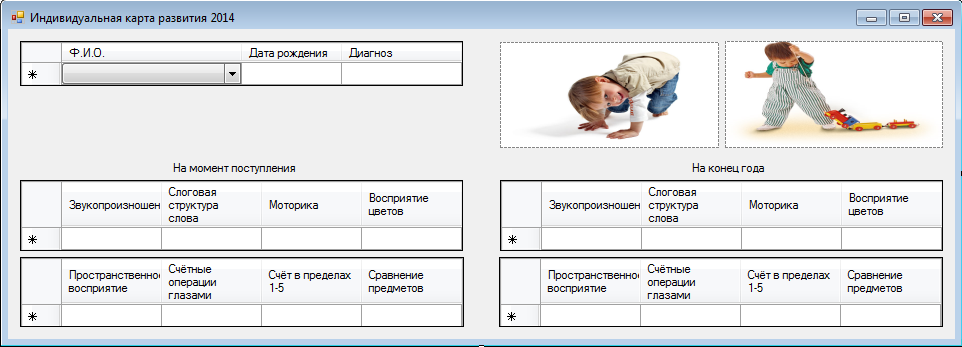 Индивидуальная карта развития 2014
Ф.И.О. Дата рождения Диагноз
На момент поступления
Звукопроизношен Слоговая структура слова Моторика Восприятие цветов
Пространственное восприятие Счётные операции глазами Счёт в пределах 1-5 Сравнение предметов
На конец года
Звукопроизношен Слоговая структура слова Моторика Восприятие цветов
Пространственное восприятие Счётные операции глазами Счёт в пределах 1-5 Сравнение предметов